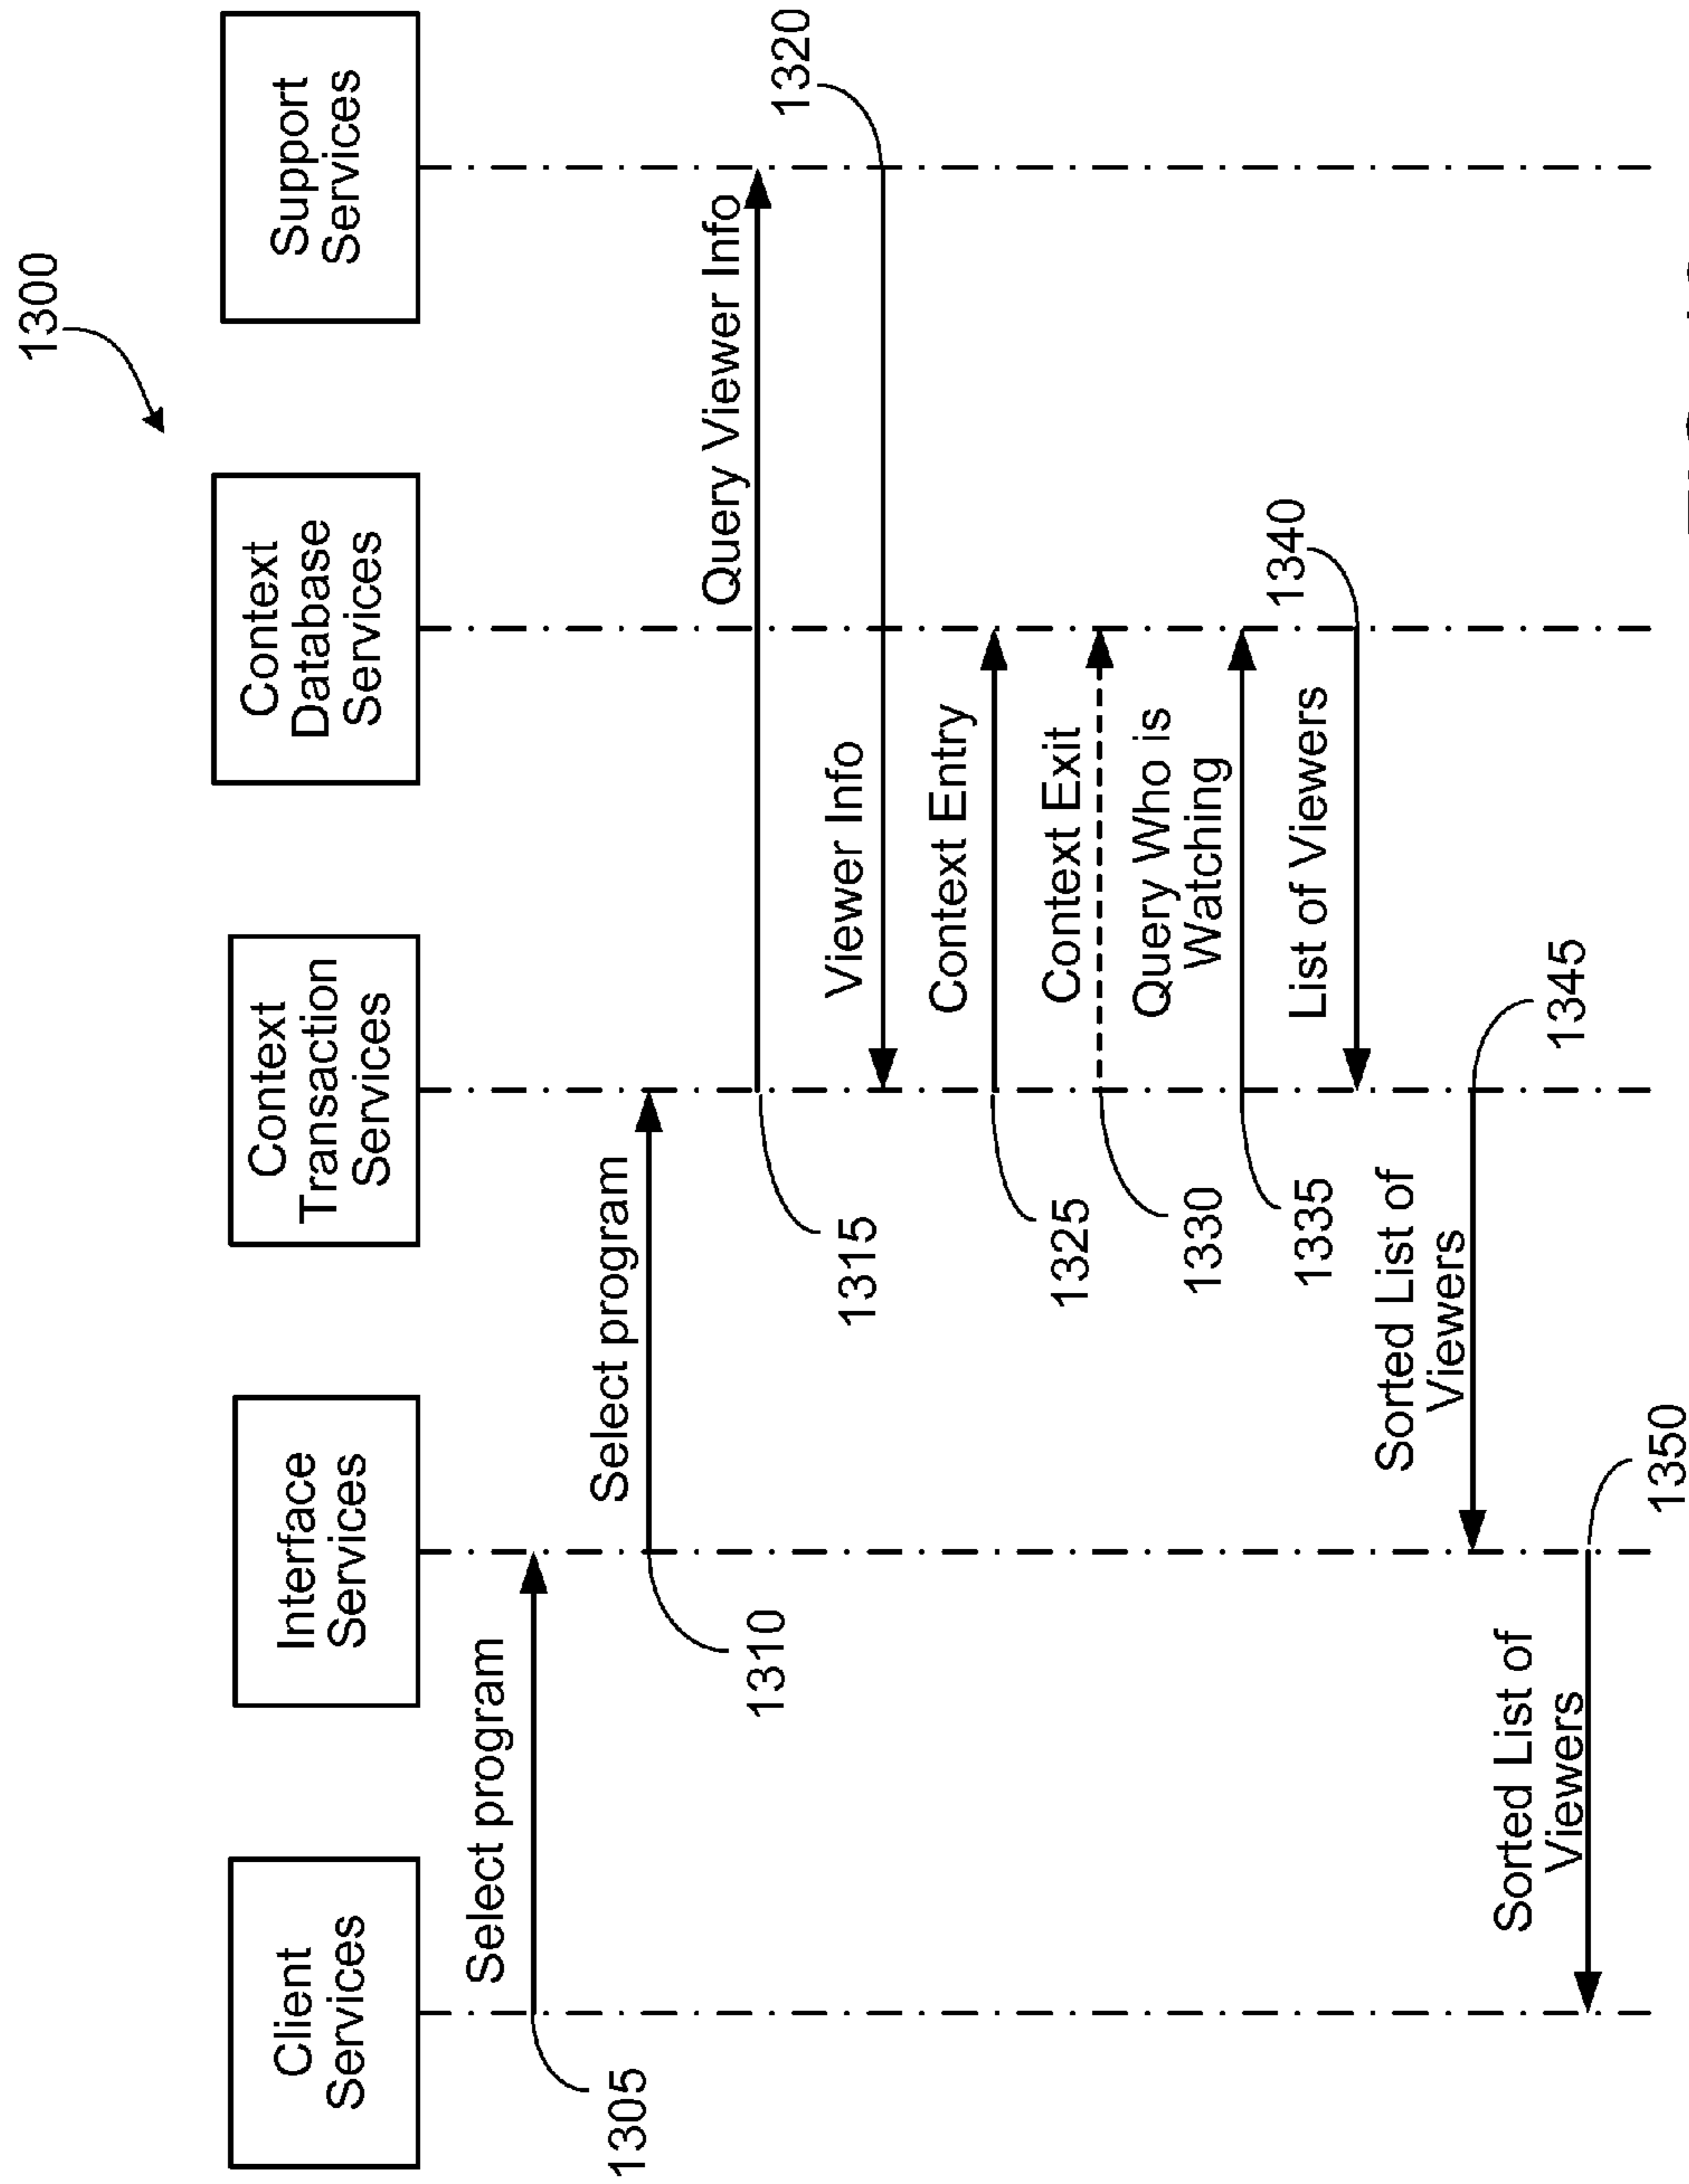 1300
Client
Services
Interface
Services
Context
Transaction
Services
Context
Database
Services
Support
Services
Select program
1305
Select program
1310
Query Viewer Info
1315
1320
Viewer Info
Context Entry
1325
Context Exit
1330
Query Who is
Watching
1335
1340
List of Viewers
Sorted List of
Viewers
1345
Sorted List of
Viewers
1350